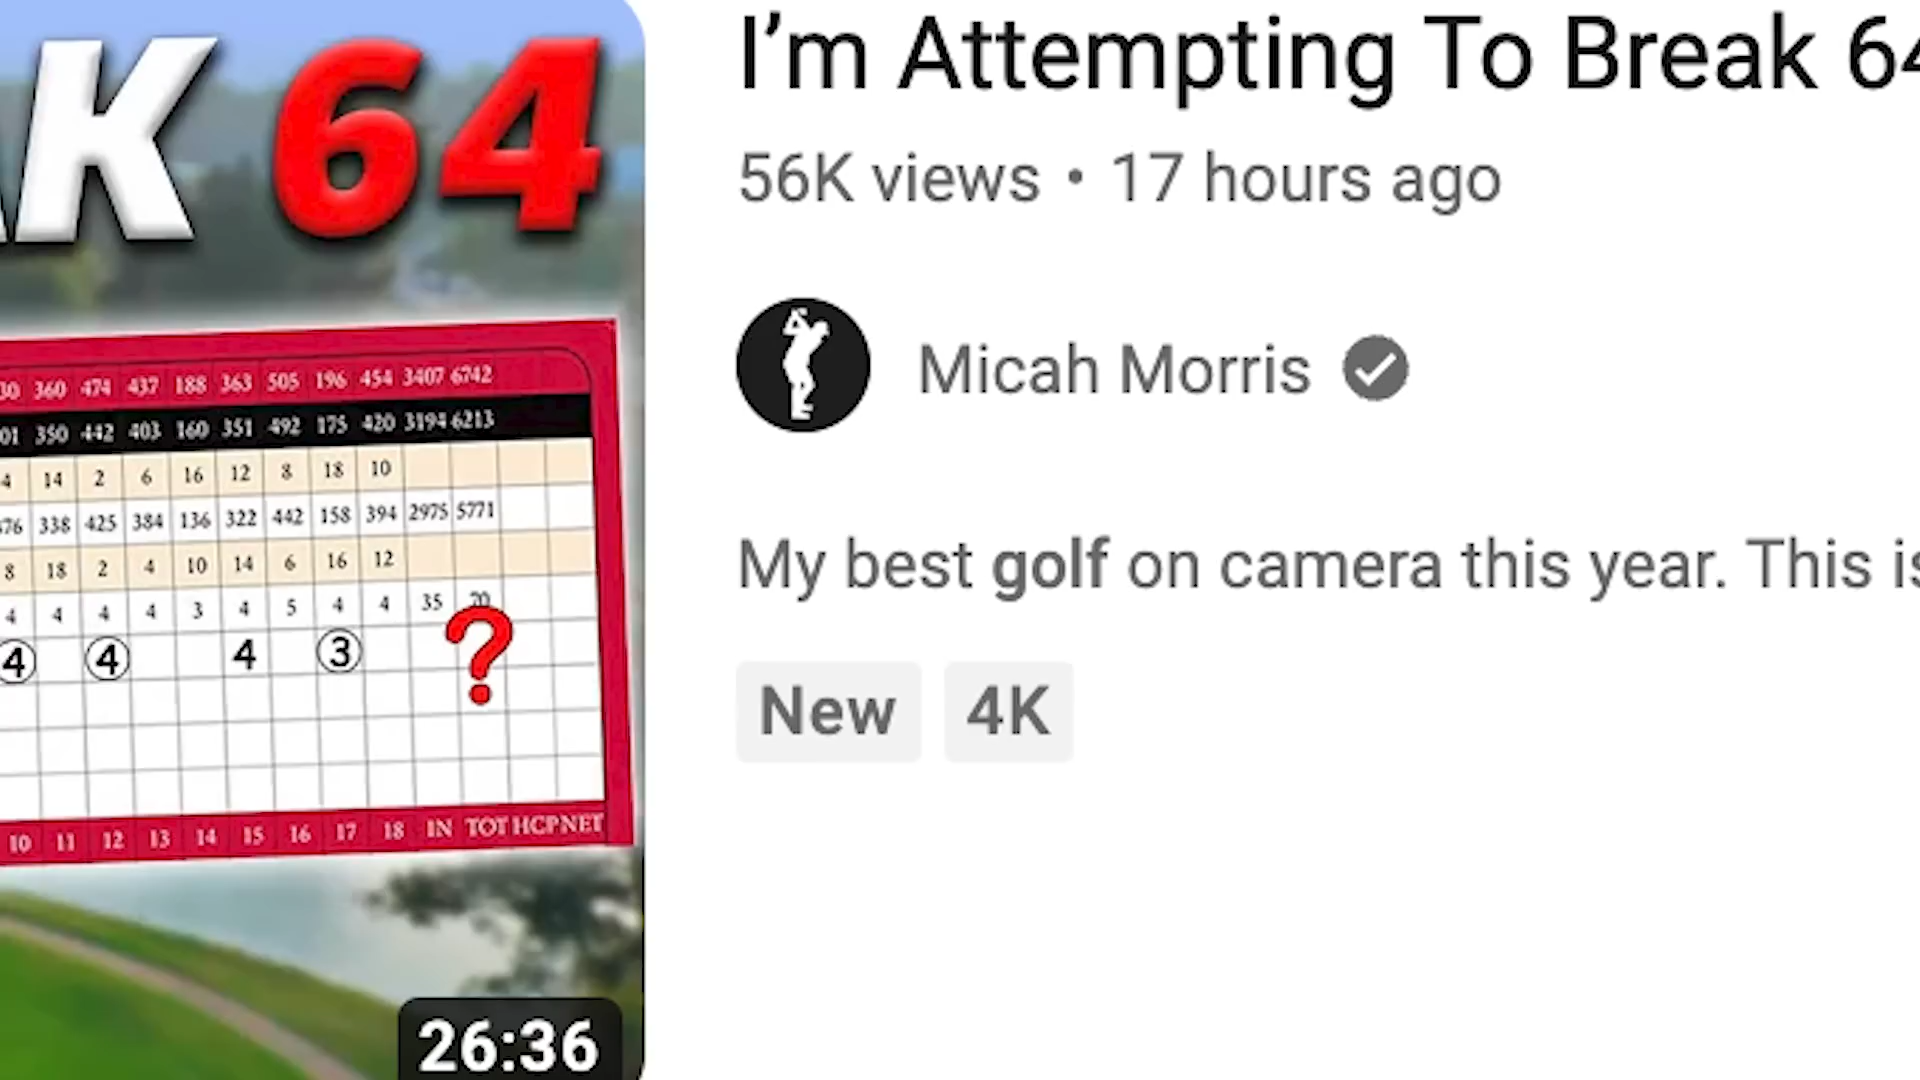 AK 64
30 360 474 437 188 363 505 196 454 3407 6742
01 350 442 403 160 351 492 175 420 3194 6213
4 14 2 6 16 12 8 18 10
376 338 425 384 136 322 442 158 394 2975 5771
8 18 2 4 10 14 6 16 12
4 4 4 4 3 4 5 4 4 35 70
4 4 4 3 ?
10 11 12 13 14 15 16 17 18 IN TOT HCP NET
26:36
I’m Attempting To Break 64
56K views • 17 hours ago
Micah Morris
My best golf on camera this year. This is
New 4K